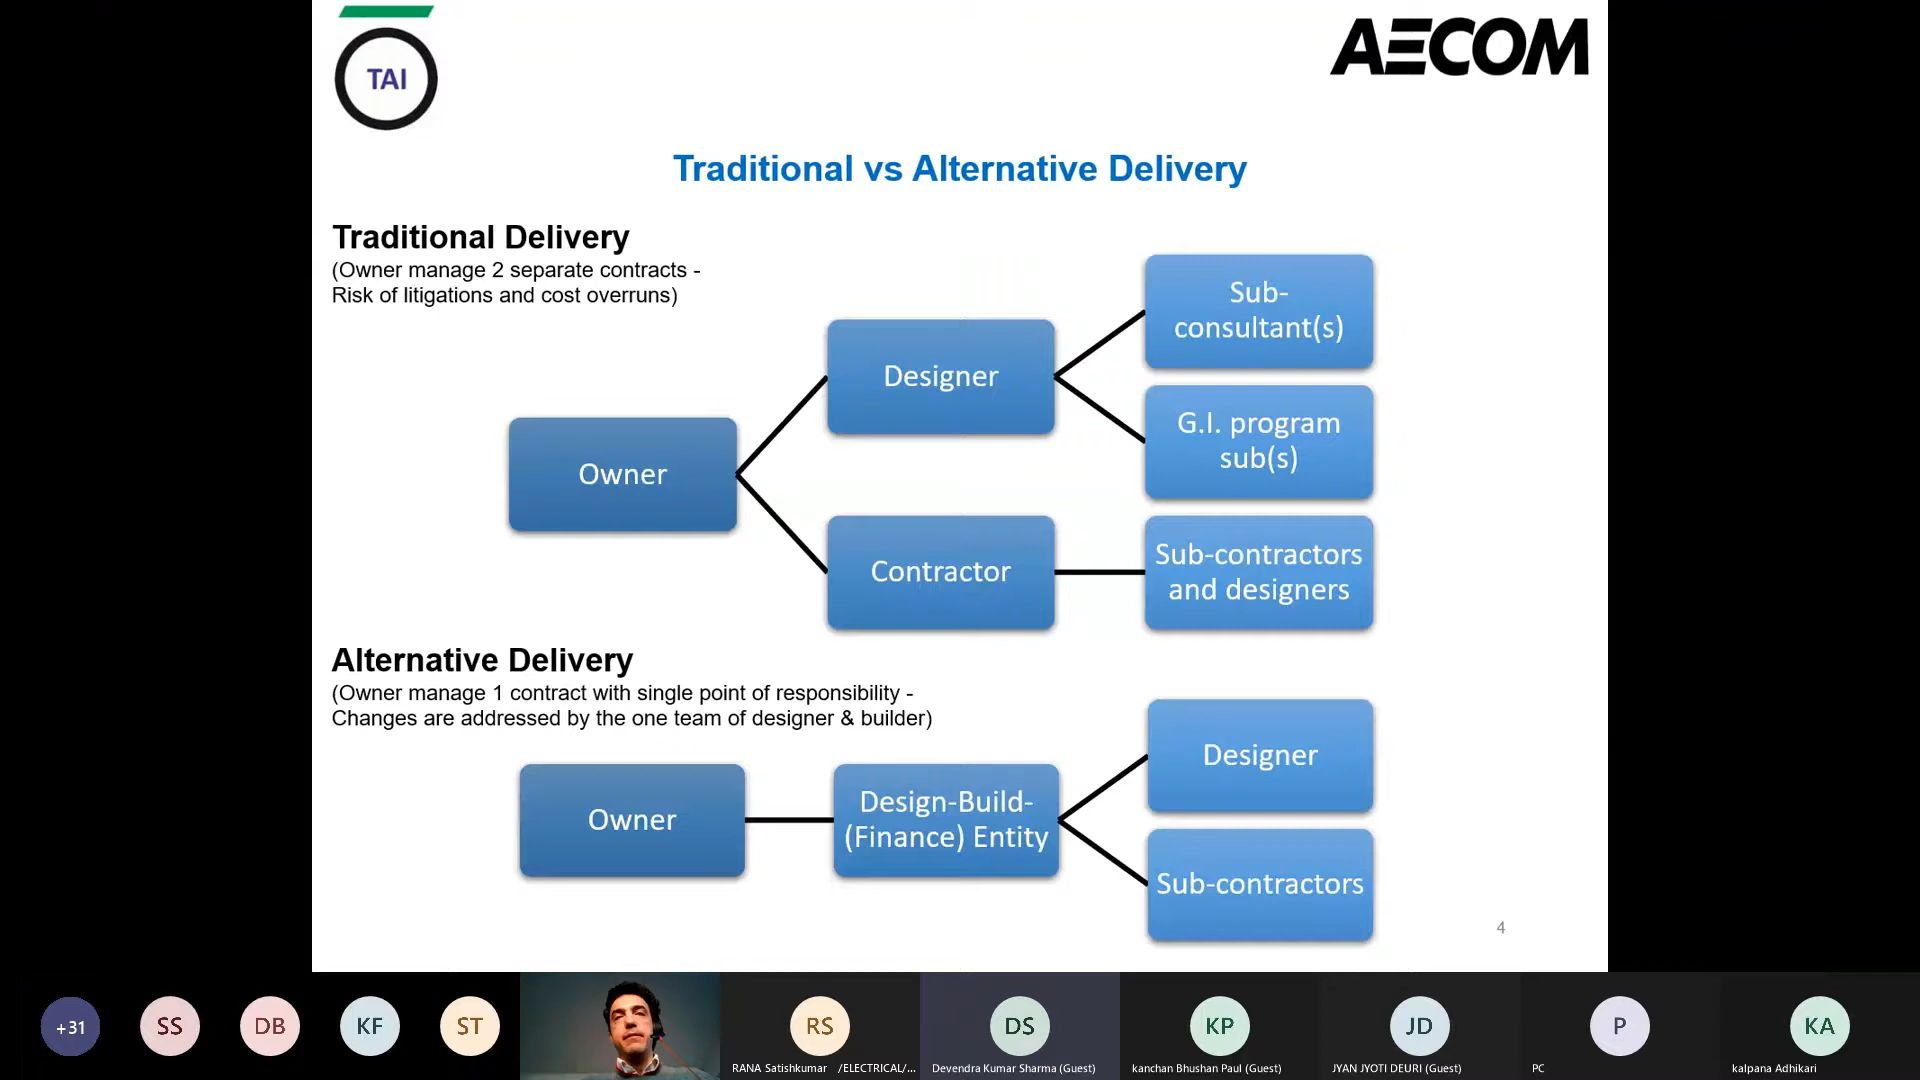 TAI
AECOM
Traditional vs Alternative Delivery
Traditional Delivery
(Owner manage 2 separate contracts -
Risk of litigations and cost overruns)
Owner
Designer
Contractor
Sub-
consultant(s)
G.I. program
sub(s)
Sub-contractors
and designers
Alternative Delivery
(Owner manage 1 contract with single point of responsibility -
Changes are addressed by the one team of designer & builder)
Owner
Design-Build-
(Finance) Entity
Designer
Sub-contractors
4
+31
SS
DB
KF
ST
RS
RANA Satishkumar /ELECTRICAL/...
DS
Devendra Kumar Sharma (Guest)
KP
kanchan Bhushan Paul (Guest)
JD
JYAN JYOTI DEURI (Guest)
P
PC
KA
kalpana Adhikari